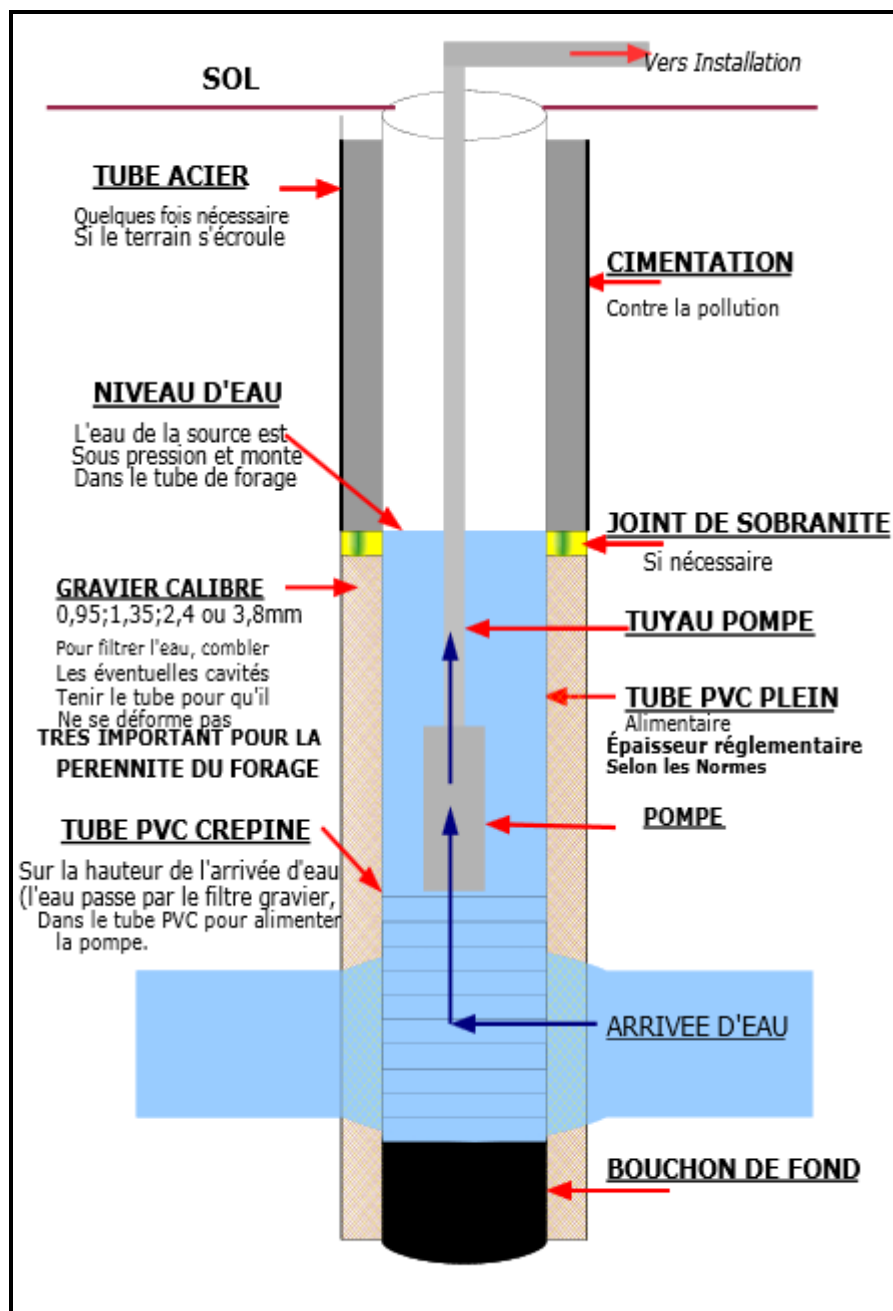 Vers Installation
SOL
TUBE ACIER
Quelques fois nécessaire
Si le terrain s'écroule
CIMENTATION
Contre la pollution
NIVEAU D'EAU
L'eau de la source est
Sous pression et monte
Dans le tube de forage
JOINT DE SOBRANITE
Si nécessaire
GRAVIER CALIBRE
0,95;1,35;2,4 ou 3,8mm
Pour filtrer l'eau, combler
Les éventuelles cavités
Tenir le tube pour qu'il
Ne se déforme pas
TRES IMPORTANT POUR LA
PERENNITE DU FORAGE
TUYAU POMPE
TUBE PVC PLEIN
Alimentaire
Épaisseur réglementaire
Selon les Normes
POMPE
TUBE PVC CREPINE
Sur la hauteur de l'arrivée d'eau
(l'eau passe par le filtre gravier,
Dans le tube PVC pour alimenter
la pompe.
ARRIVEE D'EAU
BOUCHON DE FOND